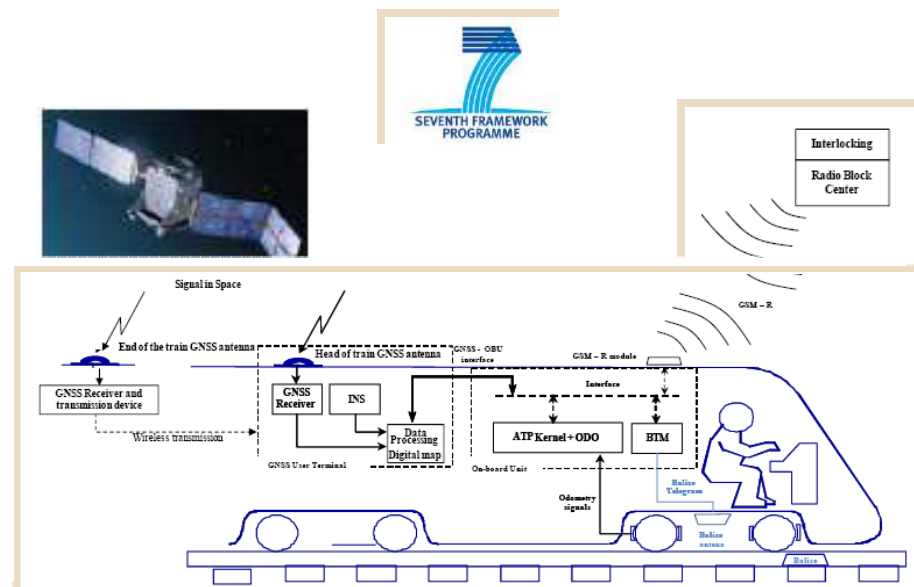 SEVENTH FRAMEWORK
PROGRAMME
Interlocking
Radio Block
Center
Signal in Space
GSM – R
End of the train GNSS antenna
Head of train GNSS antenna
GNSS - OBU
interface
GSM – R module
GNSS Receiver and
transmission device
GNSS
Receiver
INS
Interface
Wireless transmission
Data
Processing
Digital map
ATP Kernel + ODO
BTM
GNSS User Terminal
On-board Unit
Balise
Telegram
Odometry
signals
Balise
antena
Balise